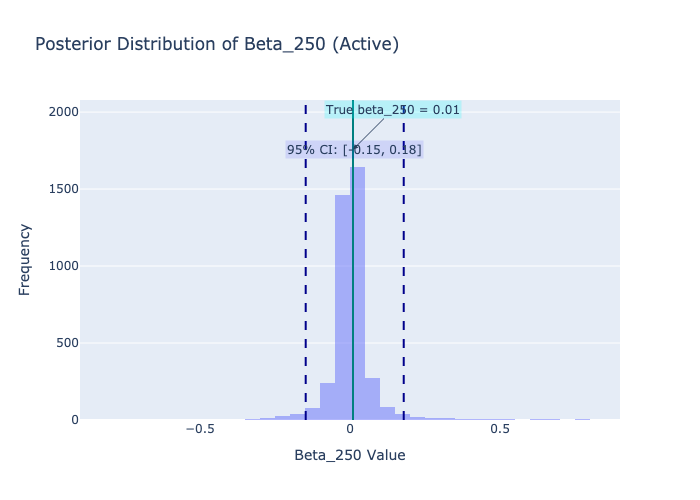 Posterior Distribution of Beta_250 (Active)
2000
True beta_250 = 0.01
95% CI: [-0.15, 0.18]
1500
1000
500
0
Frequency
−0.5
0
0.5
Beta_250 Value